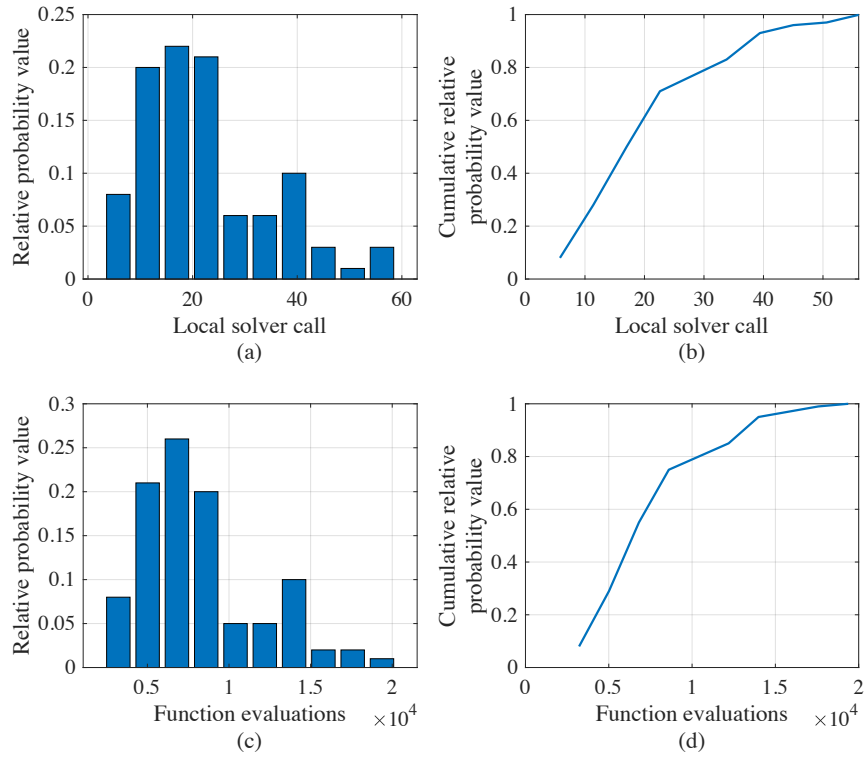 0.25
0.2
0.15
0.1
0.05
0
Relative probability value
0 20 40 60
Local solver call
(a)
1
0.8
0.6
0.4
0.2
0
Cumulative relative
probability value
10 20 30 40 50
Local solver call
(b)
0.3
0.25
0.2
0.15
0.1
0.05
0
Relative probability value
0.5 1 1.5 2
×10^4
Function evaluations
(c)
1
0.8
0.6
0.4
0.2
0
Cumulative relative
probability value
0 0.5 1 1.5 2
×10^4
Function evaluations
(d)